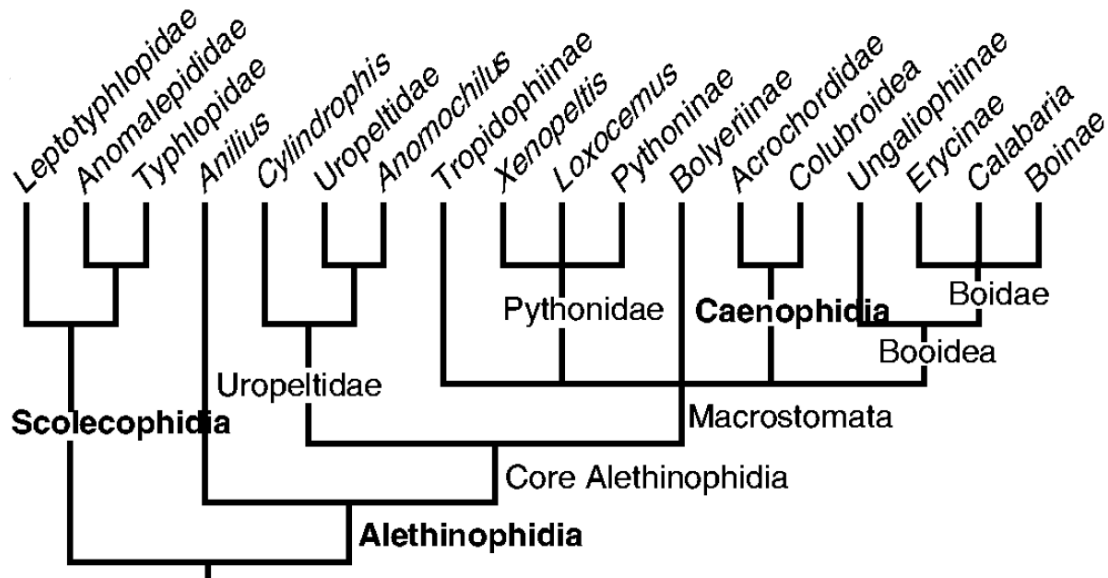 Leptotyphlopidae
Anomalepididae
Typhlopidae
Anilius
Cylindrophis
Uropeltidae
Anomochilus
Tropidophiinae
Xenopeltis
Loxocemus
Pythoninae
Bolyeriinae
Acrochordidae
Colubroidea
Ungaliophiinae
Erycinae
Calabaria
Boinae
Pythonidae
Caenophidia
Boidae
Booidea
Uropeltidae
Scolecophidia
Macrostomata
Core Alethinophidia
Alethinophidia